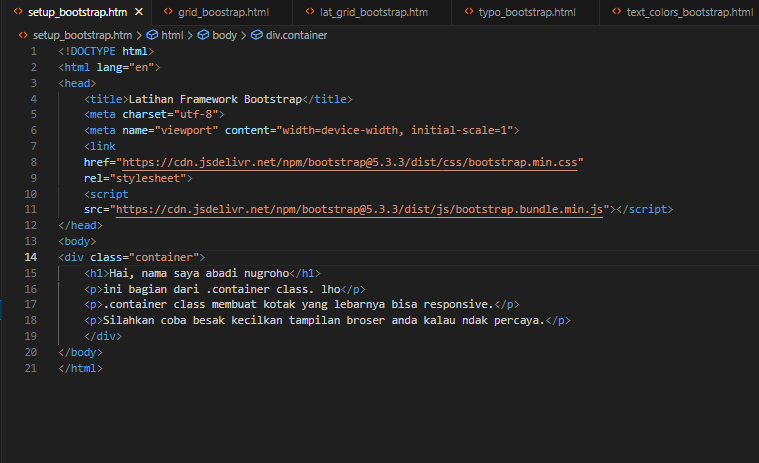 setup_bootstrap.htm grid_boostrap.html lat_grid_bootstrap.htm typo_bootstrap.html text_colors_bootstrap.html
setup_bootstrap.htm > html > body > div.container
1 <!DOCTYPE html>
2 <html lang="en">
3 <head>
4 <title>Latihan Framework Bootstrap</title>
5 <meta charset="utf-8">
6 <meta name="viewport" content="width=device-width, initial-scale=1">
7 <link
8 href="https://cdn.jsdelivr.net/npm/bootstrap@5.3.3/dist/css/bootstrap.min.css"
9 rel="stylesheet">
10 <script
11 src="https://cdn.jsdelivr.net/npm/bootstrap@5.3.3/dist/js/bootstrap.bundle.min.js"></script>
12 </head>
13 <body>
14 <div class="container">
15 <h1>Hai, nama saya abadi nugroho</h1>
16 <p>ini bagian dari .container class. lho</p>
17 <p>.container class membuat kotak yang lebarnya bisa responsive.</p>
18 <p>Silahkan coba besak kecilkan tampilan broser anda kalau ndak percaya.</p>
19 </div>
20 </body>
21 </html>